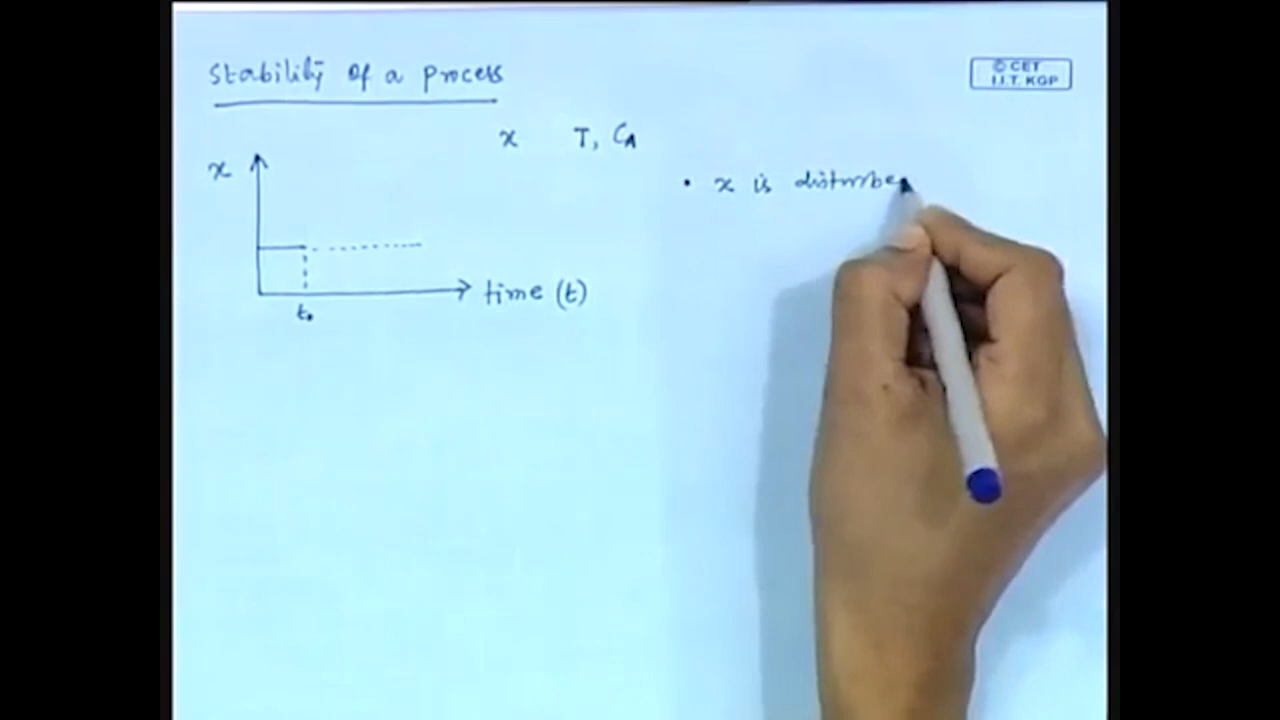 Stability of a process
© CET
I.I.T. KGP
x T, CA
x
• x is disturbe
time (t)
t0